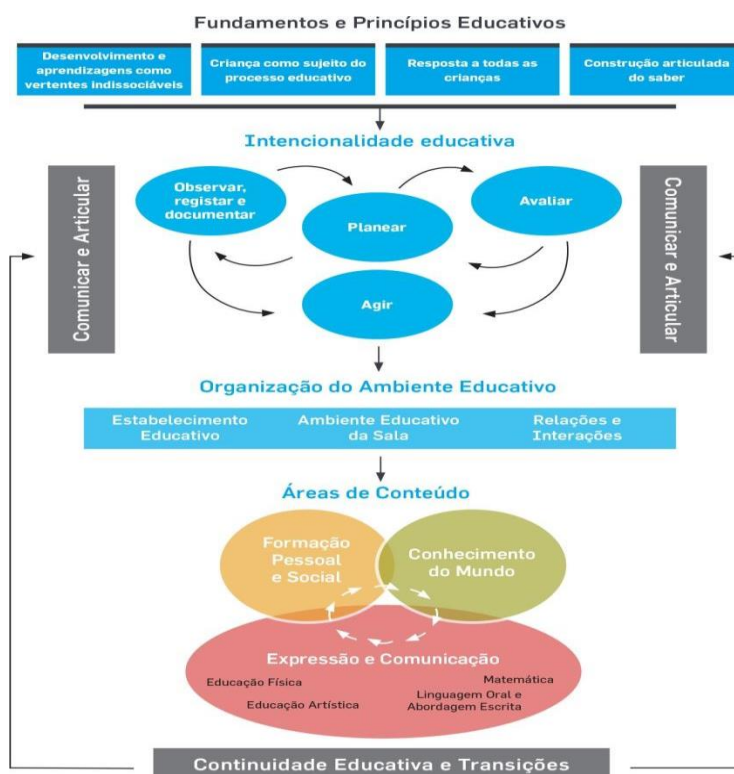 Fundamentos e Princípios Educativos
Desenvolvimento e
aprendizagens como
vertentes indissociáveis
Criança como sujeito do
processo educativo
Resposta a todas as
crianças
Construção articulada
do saber
Intencionalidade educativa
Comunicar e Articular
Observar,
registar e
documentar
Planear
Avaliar
Agir
Comunicar e Articular
Organização do Ambiente Educativo
Estabelecimento
Educativo
Ambiente Educativo
da Sala
Relações e
Interações
Áreas de Conteúdo
Formação
Pessoal
e Social
Conhecimento
do Mundo
Expressão e Comunicação
Educação Física
Educação Artística
Matemática
Linguagem Oral e
Abordagem Escrita
Continuidade Educativa e Transições